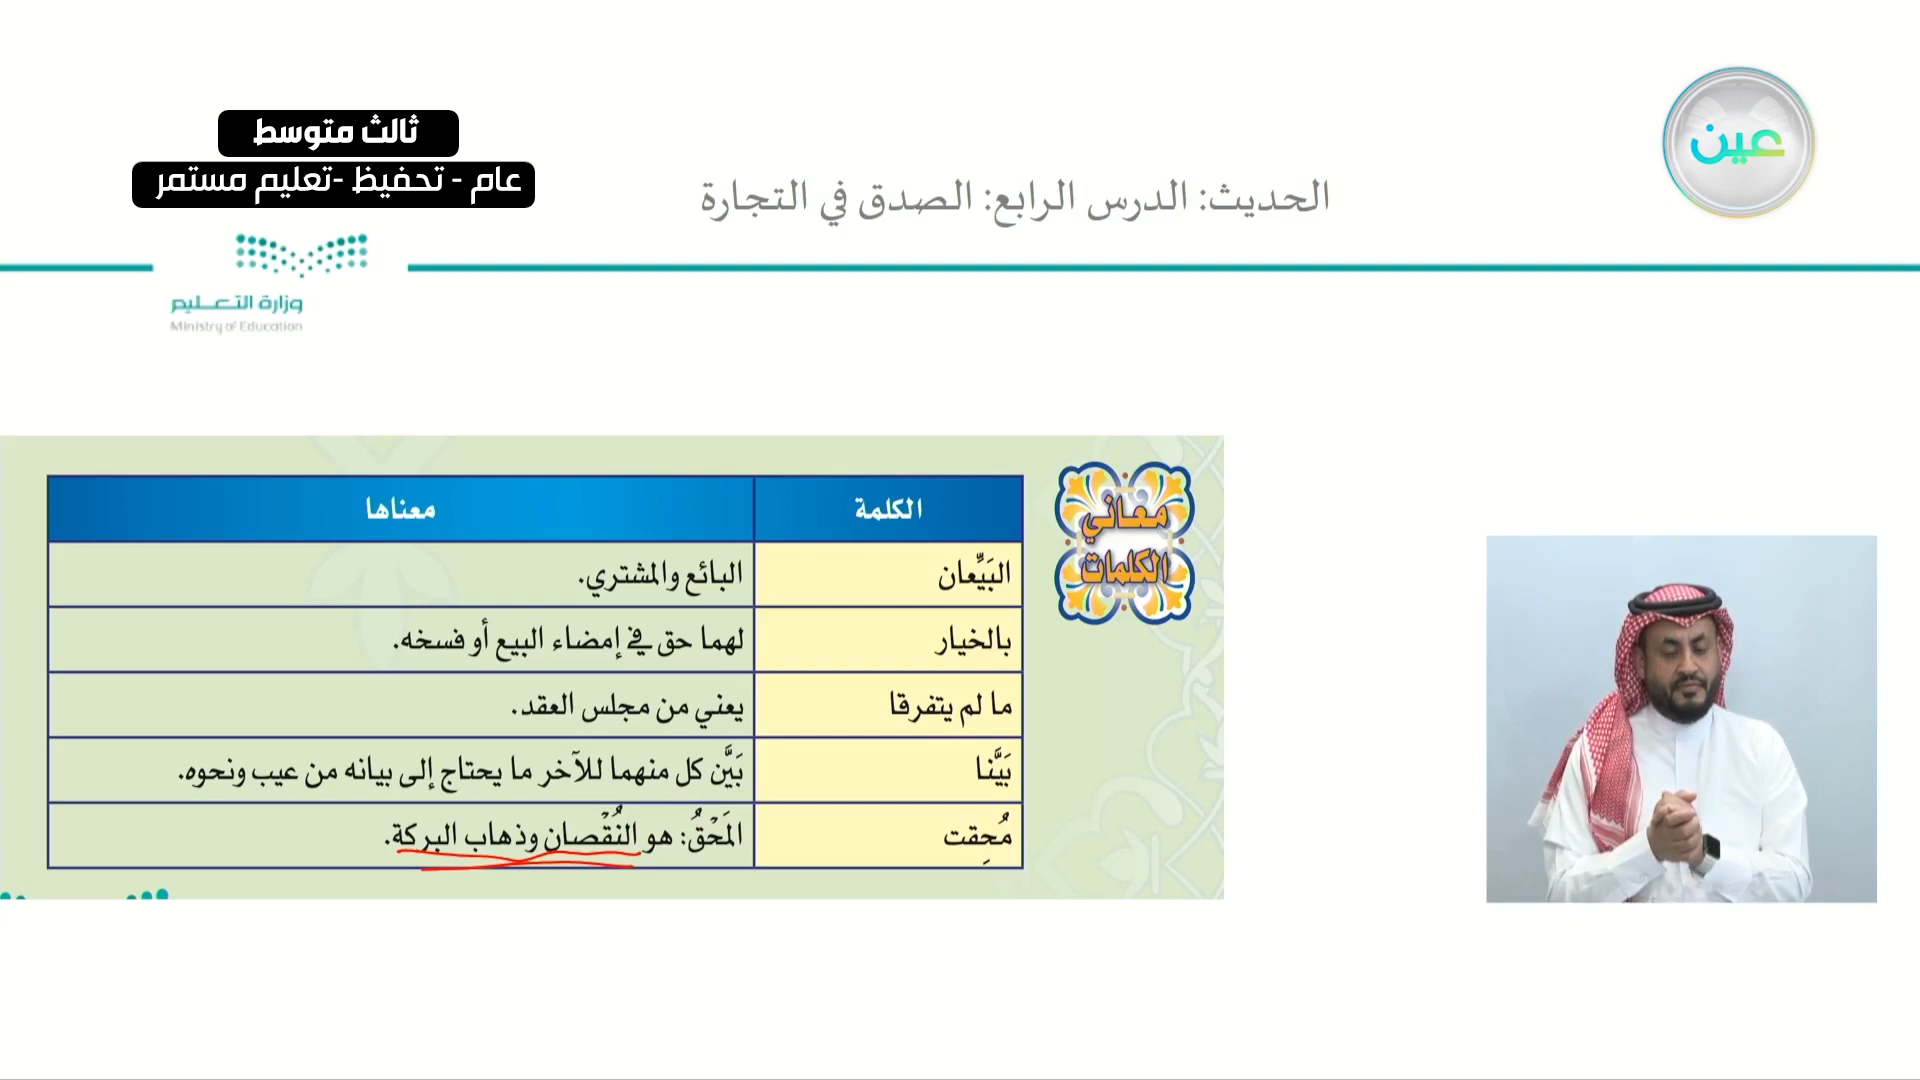 ثالث متوسط
عام - تحفيظ -تعليم مستمر
عين
الحديث: الدرس الرابع: الصدق في التجارة
وزارة التعـــليم
Ministry of Education
معاني
الكلمات
الكلمة معناها
البَيِّعان البائع والمشتري.
بالخيار لهما حق في إمضاء البيع أو فسخه.
ما لم يتفرقا يعني من مجلس العقد.
بَيَّنا بَيَّن كل منهما للآخر ما يحتاج إلى بيانه من عيب ونحوه.
مُحِقت المَحْقُ: هو النُقْصان وذهاب البركة.